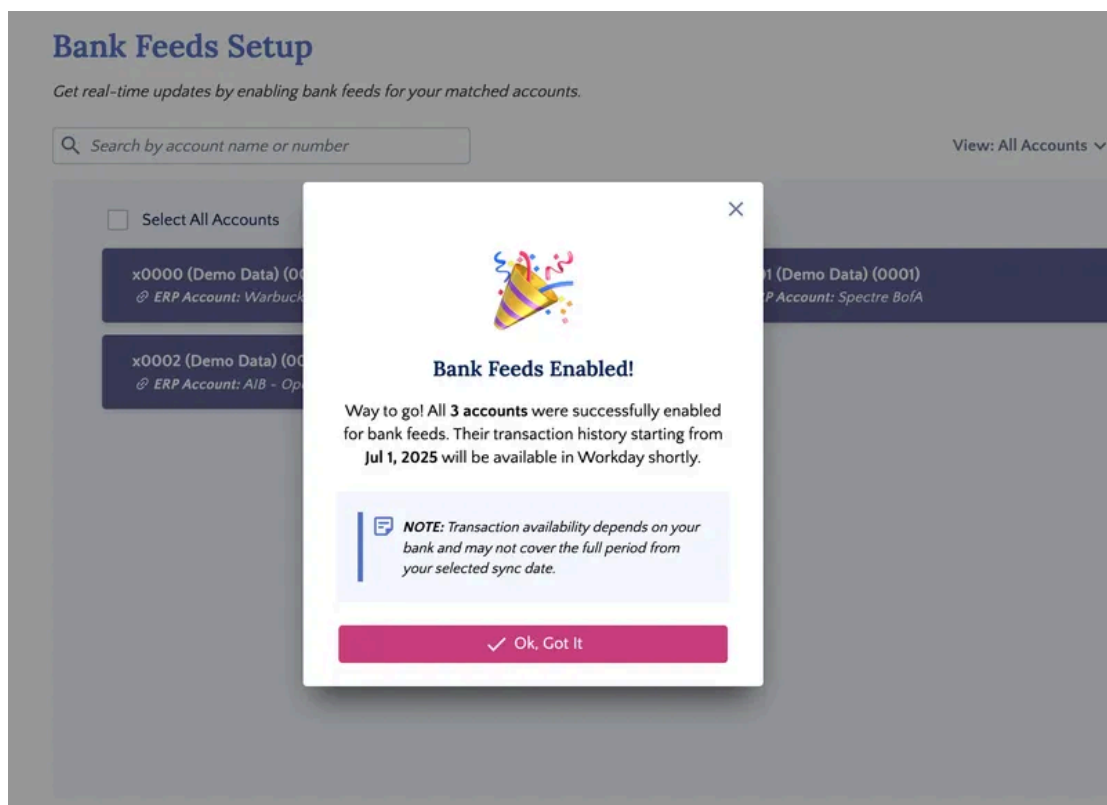 Bank Feeds Setup
Get real-time updates by enabling bank feeds for your matched accounts.
Search by account name or number
View: All Accounts
Select All Accounts
x0000 (Demo Data)
(Demo Data) (0001)
ERP Account:
Account: Spectre BofA
x0002 (Demo Data)
ERP Account: AIB -
Bank Feeds Enabled!
Way to go! All 3 accounts were successfully enabled
for bank feeds. Their transaction history starting from
Jul 1, 2025 will be available in Workday shortly.
NOTE: Transaction availability depends on your
bank and may not cover the full period from
your selected sync date.
Ok, Got It